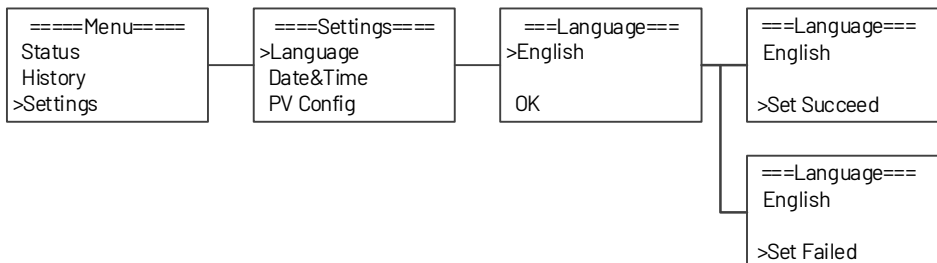 =====Menu=====
Status
History
>Settings
====Settings====
>Language
Date&Time
PV Config
===Language===
>English
OK
===Language===
English
>Set Succeed
===Language===
English
>Set Failed